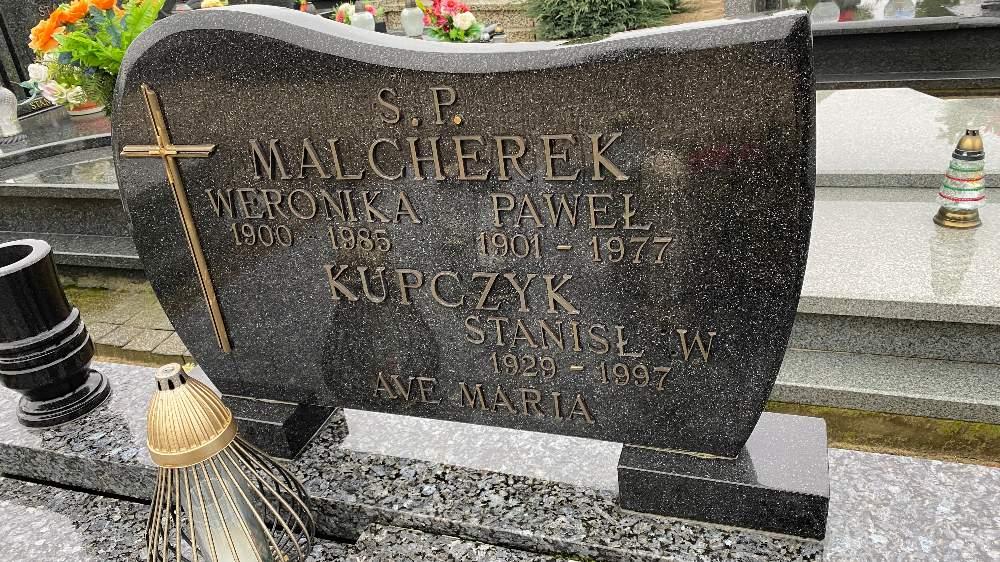 S.P.
MALCHEREK
WERONIKA PAWEŁ
1900 - 1985 1901 - 1977
KUPCZYK
STANISŁ W
1929 - 1997
AVE MARIA